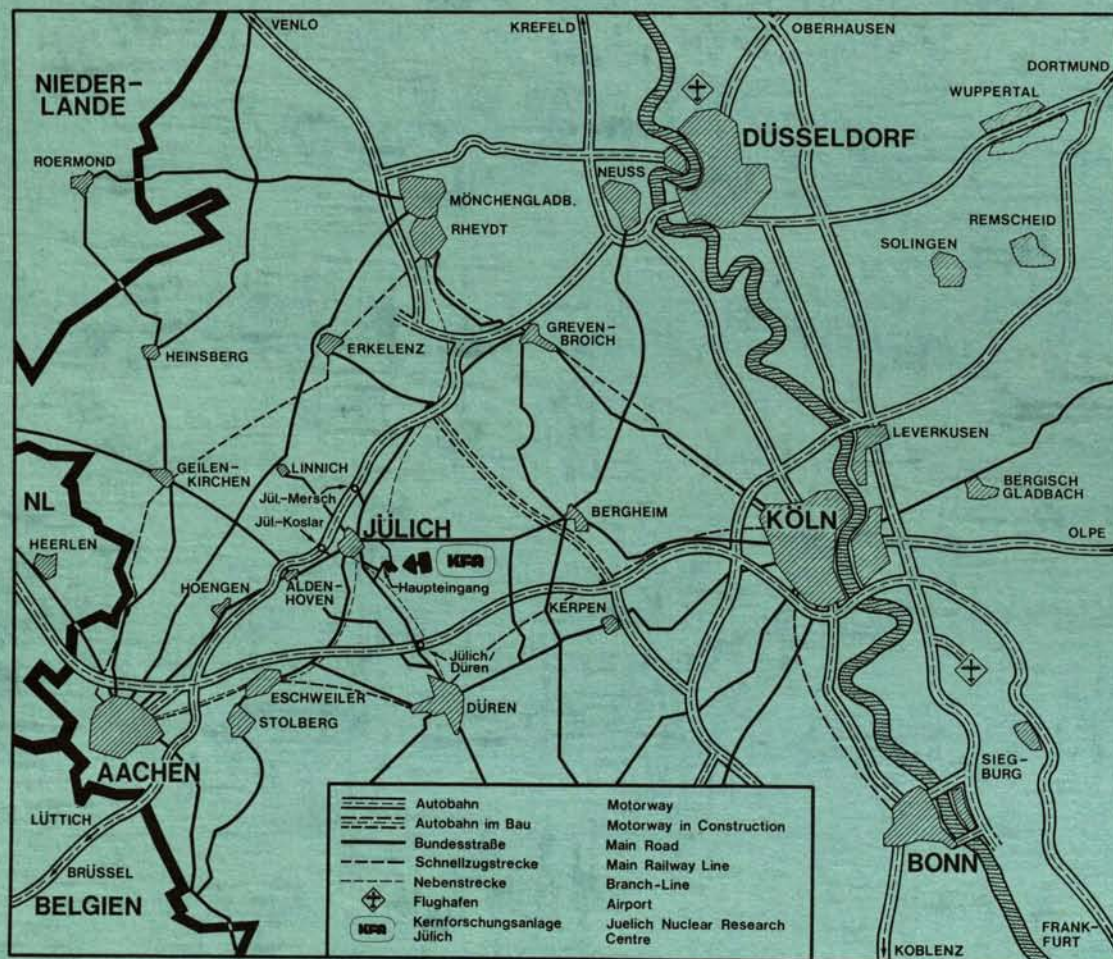 VENLO
KREFELD
OBERHAUSEN
DORTMUND
WUPPERTAL
NIEDER-
LANDE
DÜSSELDORF
ROERMOND
NEUSS
MÖNCHENGLADB.
RHEYDT
REMSCHEID
SOLINGEN
GREVEN-
BROICH
ERKELENZ
HEINSBERG
LEVERKUSEN
GEILEN-
KIRCHEN
LINNICH
Jül.-Mersch
BERGISCH
GLADBACH
NL
BERGHEIM
KÖLN
Jül.-Koslar
JÜLICH
OLPE
HEERLEN
KFA
HOENGEN
ALDEN-
HOVEN
Haupteingang
KERPEN
Jülich
Düren
ESCHWEILER
DÜREN
STOLBERG
AACHEN
SIEG-
BURG
LÜTTICH
BONN
BRÜSSEL
BELGIEN
FRANK-
FURT
KOBLENZ
Autobahn Motorway
Autobahn im Bau Motorway in Construction
Bundesstraße Main Road
Schnellzugstrecke Main Railway Line
Nebenstrecke Branch-Line
Flughafen Airport
KFA Kernforschungsanlage Juelich Nuclear Research
Jülich Centre